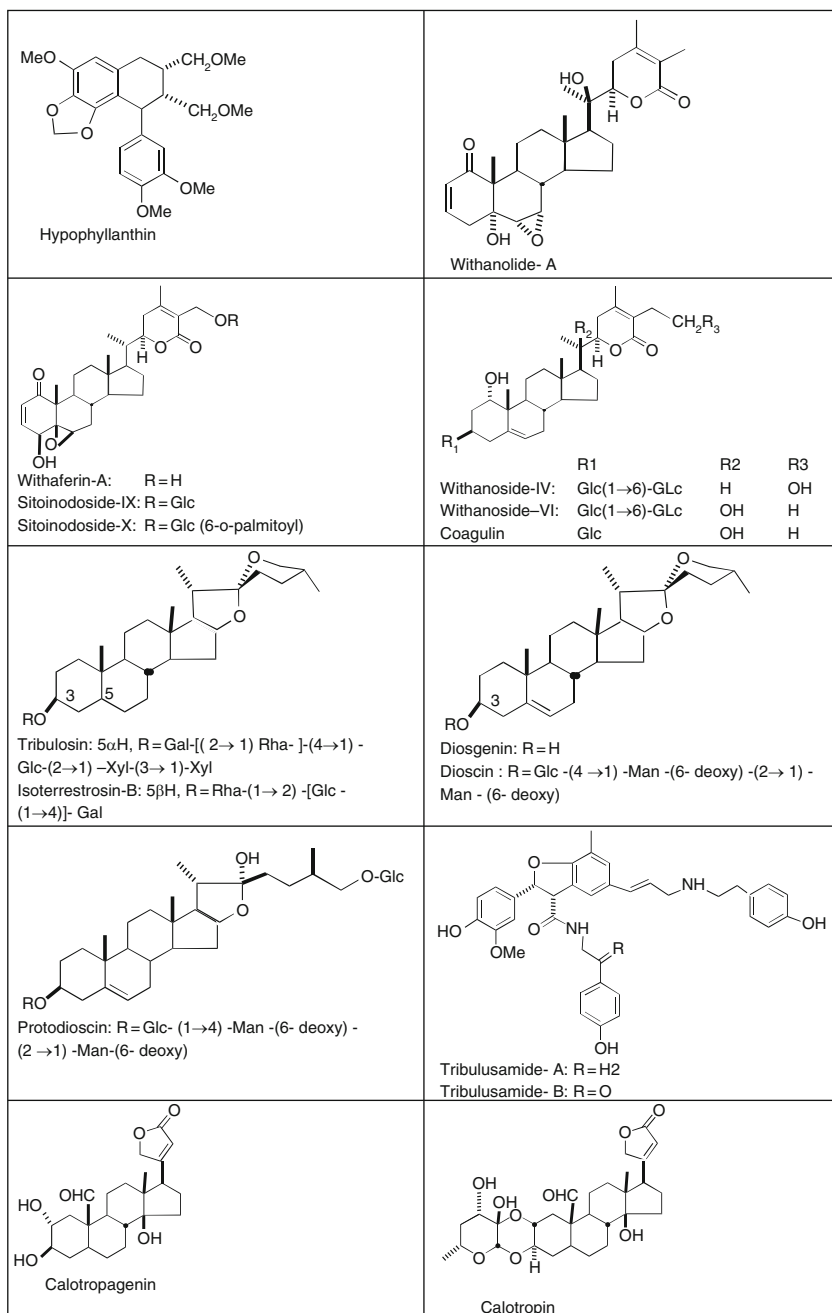 MeO
CH2OMe
CH2OMe
O
O
OMe
OMe
Hypophyllanthin
HO
O
O
H
O
OH
O
Withanolide- A
O
R
O
O
H
O
O
OH
Withaferin-A: R=H
Sitoinodoside-IX: R=Glc
Sitoinodoside-X: R=Glc (6-o-palmitoyl)
R2
CH2R3
O
O
H
OH
R1
R1 R2 R3
Withanoside-IV: Glc(1→6)-GLc H OH
Withanoside–VI: Glc(1→6)-GLc OH H
Coagulin Glc OH H
O
O
3 5
RO
Tribulosin: 5αH, R=Gal-[( 2→ 1) Rha- ]-(4→1) -
Glc-(2→1) –Xyl-(3→ 1)-Xyl
Isoterrestrosin-B: 5βH, R=Rha-(1→ 2) -[Glc -
(1→4)]- Gal
O
O
3
RO
Diosgenin: R=H
Dioscin : R=Glc -(4 →1) -Man -(6- deoxy) -(2→ 1) -
Man - (6- deoxy)
OH
O-Glc
O
RO
Protodioscin: R=Glc- (1→4) -Man -(6- deoxy) -
(2 →1) -Man-(6- deoxy)
O
NH
OH
HO
OMe
O
NH
R
OH
Tribulusamide- A: R=H2
Tribulusamide- B: R=O
O
O
OHC
HO
HO
OH
Calotropagenin
O
O
OH
OH
O
OHC
O
O
H
OH
Calotropin